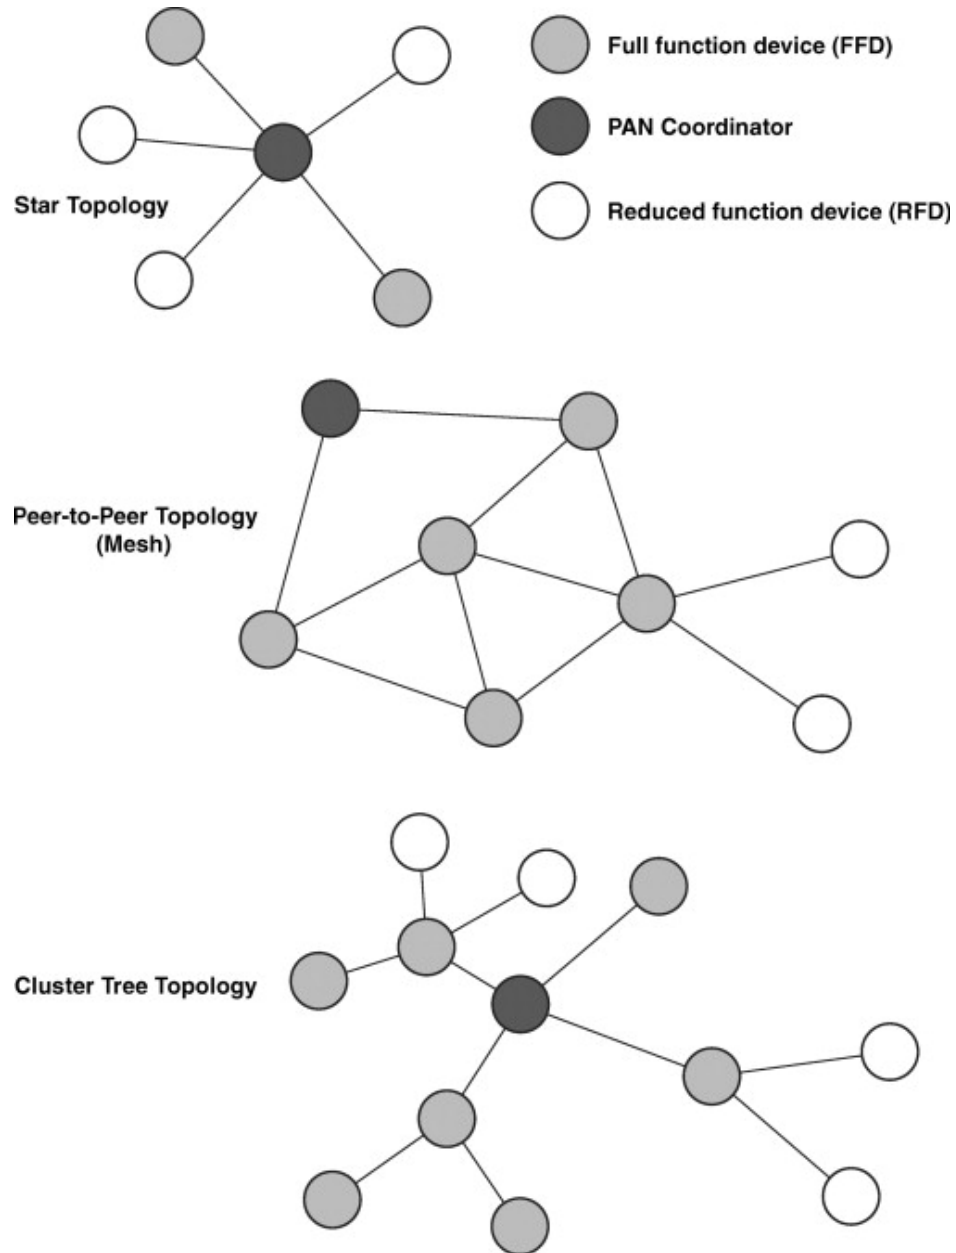 Full function device (FFD)
PAN Coordinator
Reduced function device (RFD)
Star Topology
Peer-to-Peer Topology
(Mesh)
Cluster Tree Topology